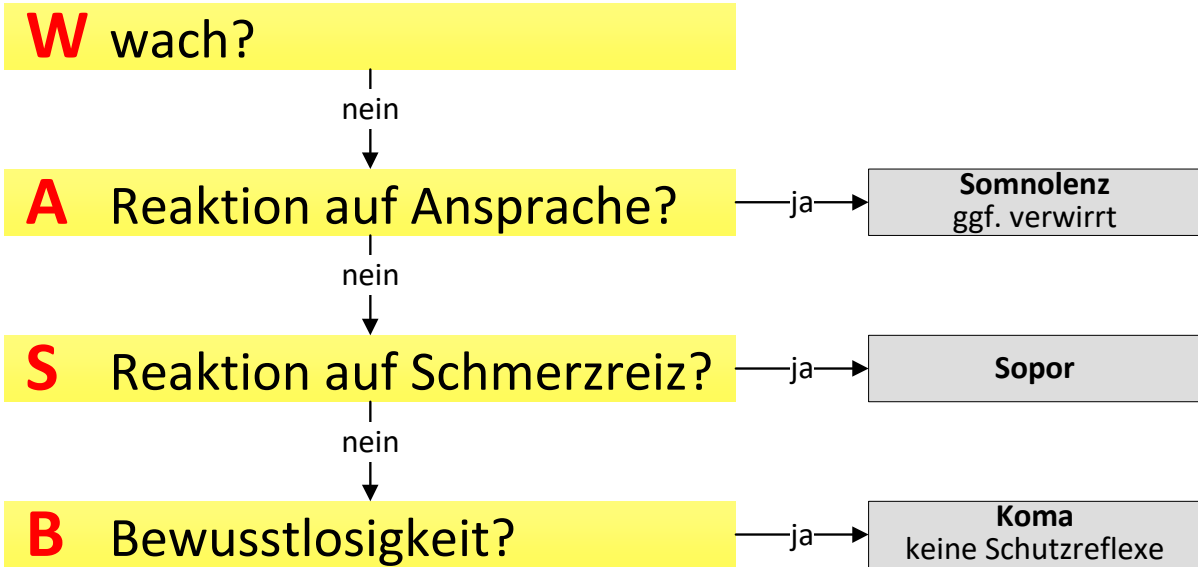 W wach?
nein
A Reaktion auf Ansprache?
ja
Somnolenz
ggf. verwirrt
nein
S Reaktion auf Schmerzreiz?
ja
Sopor
nein
B Bewusstlosigkeit?
ja
Koma
keine Schutzreflexe